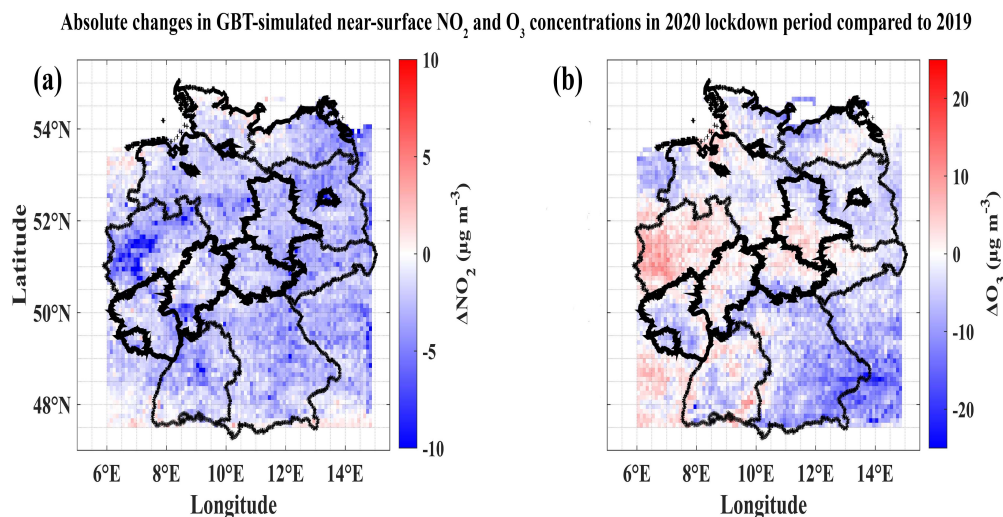 Absolute changes in GBT-simulated near-surface NO₂ and O₃ concentrations in 2020 lockdown period compared to 2019
(a)
54°N
52°N
50°N
48°N
Latitude
6°E 8°E 10°E 12°E 14°E
Longitude
10
5
0
-5
-10
ΔNO₂ (µg m⁻³)
(b)
6°E 8°E 10°E 12°E 14°E
Longitude
20
10
0
-10
-20
ΔO₃ (µg m⁻³)